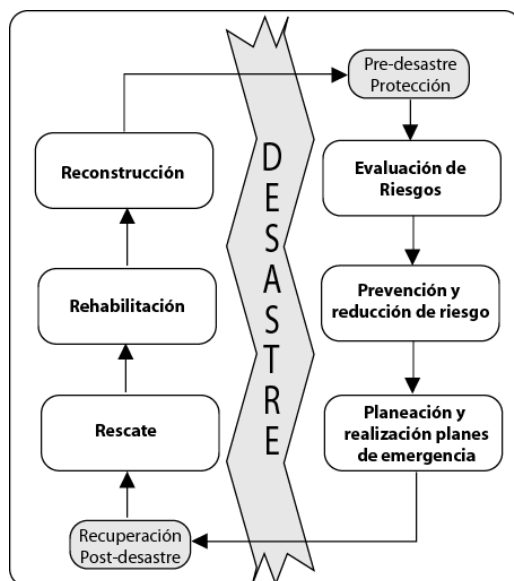 Pre-desastre
Protección
Evaluación de
Riesgos
Prevención y
reducción de riesgo
Planeación y
realización planes
de emergencia
DESASTRE
Reconstrucción
Rehabilitación
Rescate
Recuperación
Post-desastre